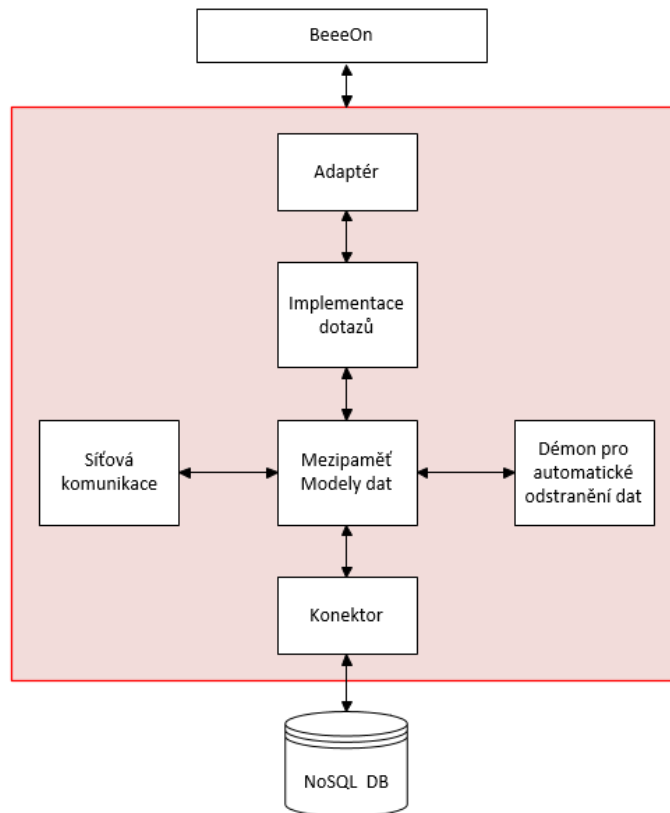 BeeeOn
Adaptér
Implementace
dotazů
Síťová
komunikace
Mezipaměť
Modely dat
Démon pro
automatické
odstranění dat
Konektor
NoSQL DB